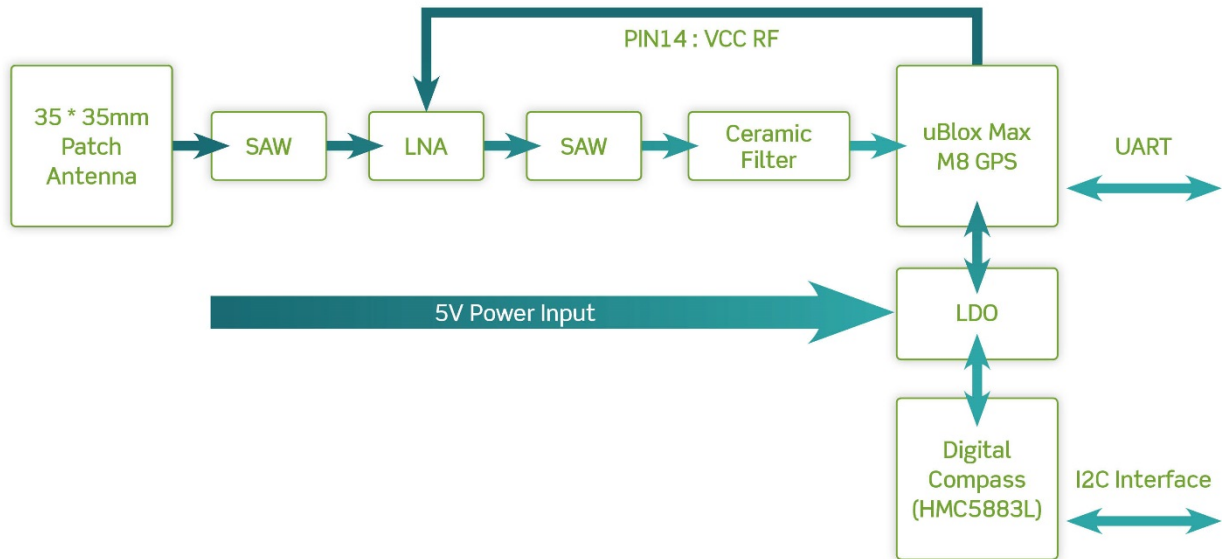 PIN14 : VCC RF
35 * 35mm
Patch
Antenna
SAW
LNA
SAW
Ceramic
Filter
uBlox Max
M8 GPS
UART
5V Power Input
LDO
Digital
Compass
(HMC5883L)
I2C Interface